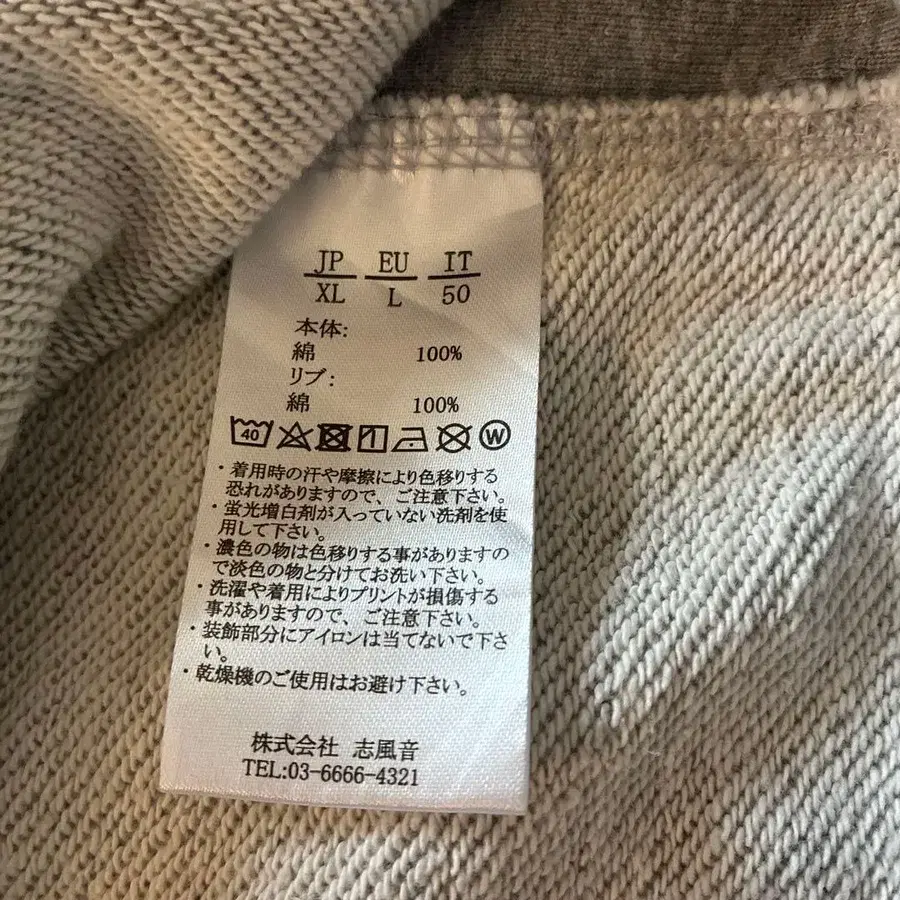 JP EU IT
XL L 50
本体:
綿 100%
リブ:
綿 100%
40 W
・着用時の汗や摩擦により色移りする
恐れがありますので、ご注意下さい。
・蛍光増白剤が入っていない洗剤を使
用して下さい。
・濃色の物は色移りする事がありますの
で淡色の物と分けてお洗い下さい。
・洗濯や着用によりプリントが損傷する
事がありますので、ご注意下さい。
・装飾部分にアイロンは当てないで下さ
い。
・乾燥機のご使用はお避け下さい。
株式会社 志風音
TEL:03-6666-4321